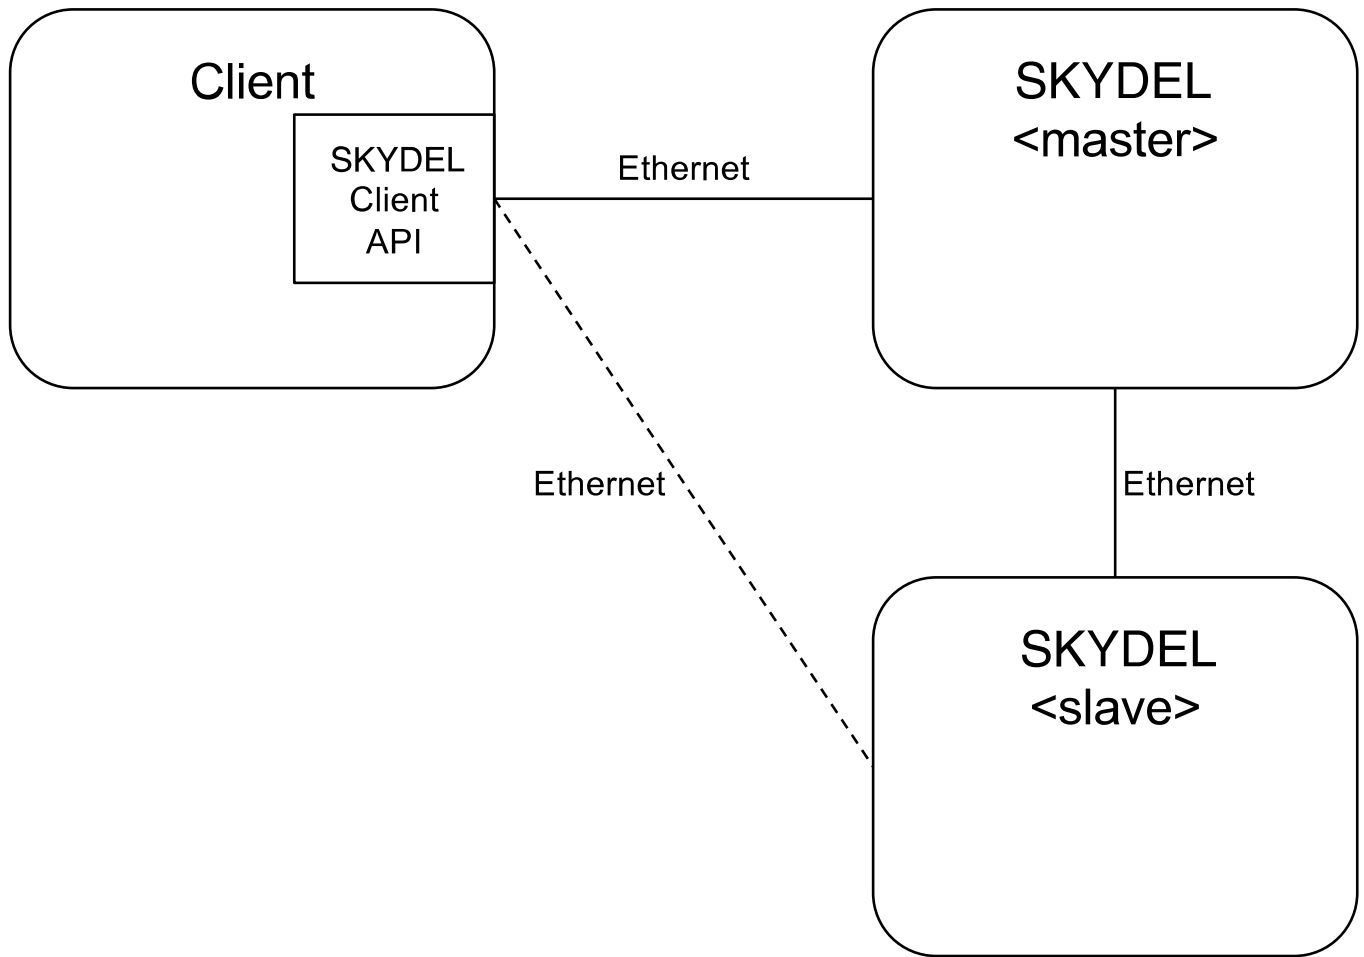 Client
SKYDEL
Client
API
Ethernet
SKYDEL
<master>
Ethernet
Ethernet
SKYDEL
<slave>